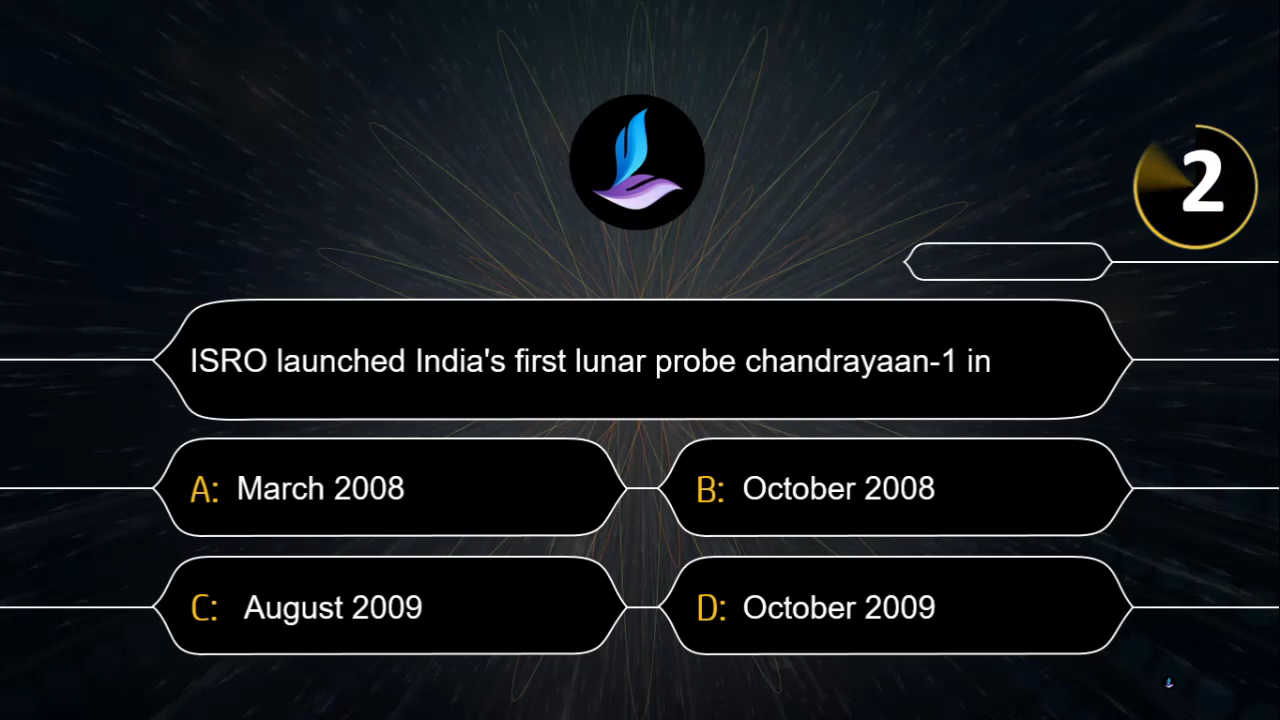 2
ISRO launched India's first lunar probe chandrayaan-1 in
A: March 2008
B: October 2008
C: August 2009
D: October 2009